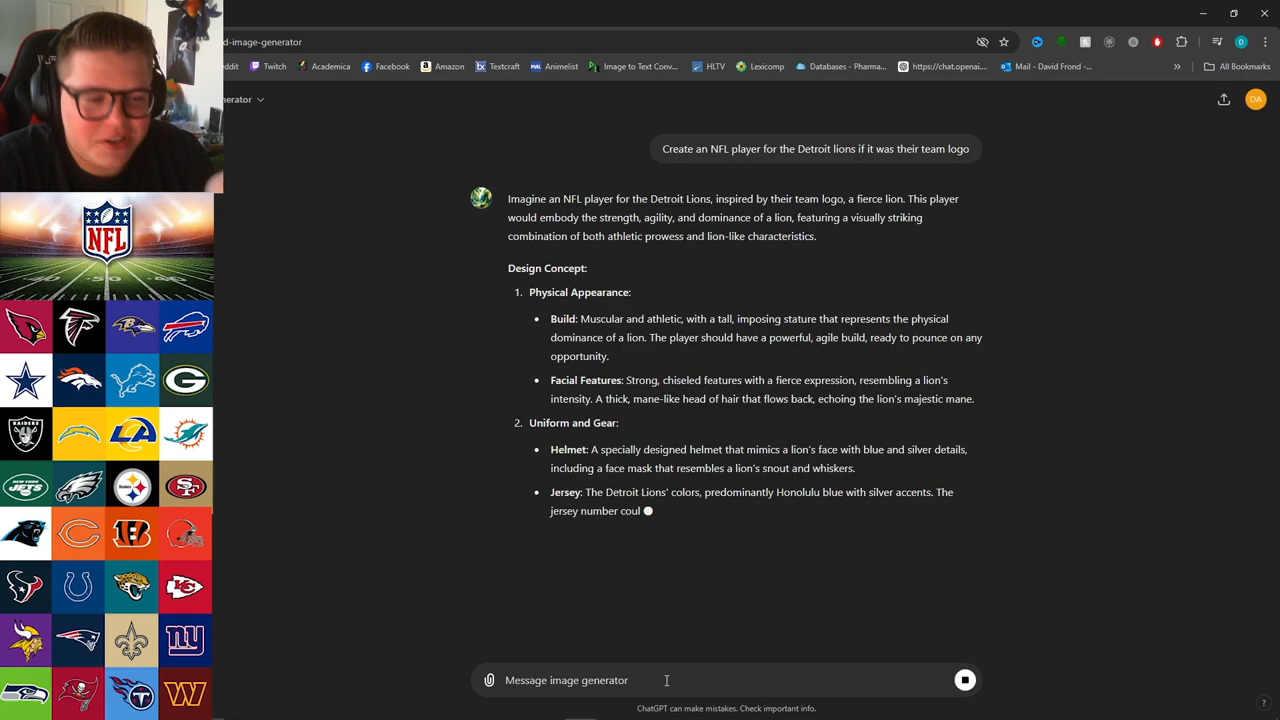 d-image-generator
ddit
Twitch
Academica
Facebook
Amazon
Textcraft
Animelist
Image to Text Conv...
HLTV
Lexicomp
Databases - Pharma...
https://chat.openai....
Mail - David Frond -...
»
All Bookmarks
erator
DA
Create an NFL player for the Detroit lions if it was their team logo
Imagine an NFL player for the Detroit Lions, inspired by their team logo, a fierce lion. This player
would embody the strength, agility, and dominance of a lion, featuring a visually striking
combination of both athletic prowess and lion-like characteristics.
Design Concept:
1. Physical Appearance:
• Build: Muscular and athletic, with a tall, imposing stature that represents the physical
dominance of a lion. The player should have a powerful, agile build, ready to pounce on any
opportunity.
• Facial Features: Strong, chiseled features with a fierce expression, resembling a lion's
intensity. A thick, mane-like head of hair that flows back, echoing the lion's majestic mane.
2. Uniform and Gear:
• Helmet: A specially designed helmet that mimics a lion's face with blue and silver details,
including a face mask that resembles a lion's snout and whiskers.
• Jersey: The Detroit Lions' colors, predominantly Honolulu blue with silver accents. The
jersey number coul
Message image generator
ChatGPT can make mistakes. Check important info.
?
NFL
G
RAIDERS
LA
NEW YORK
JETS
Steelers
SF
C
B
KC
ny
T
W